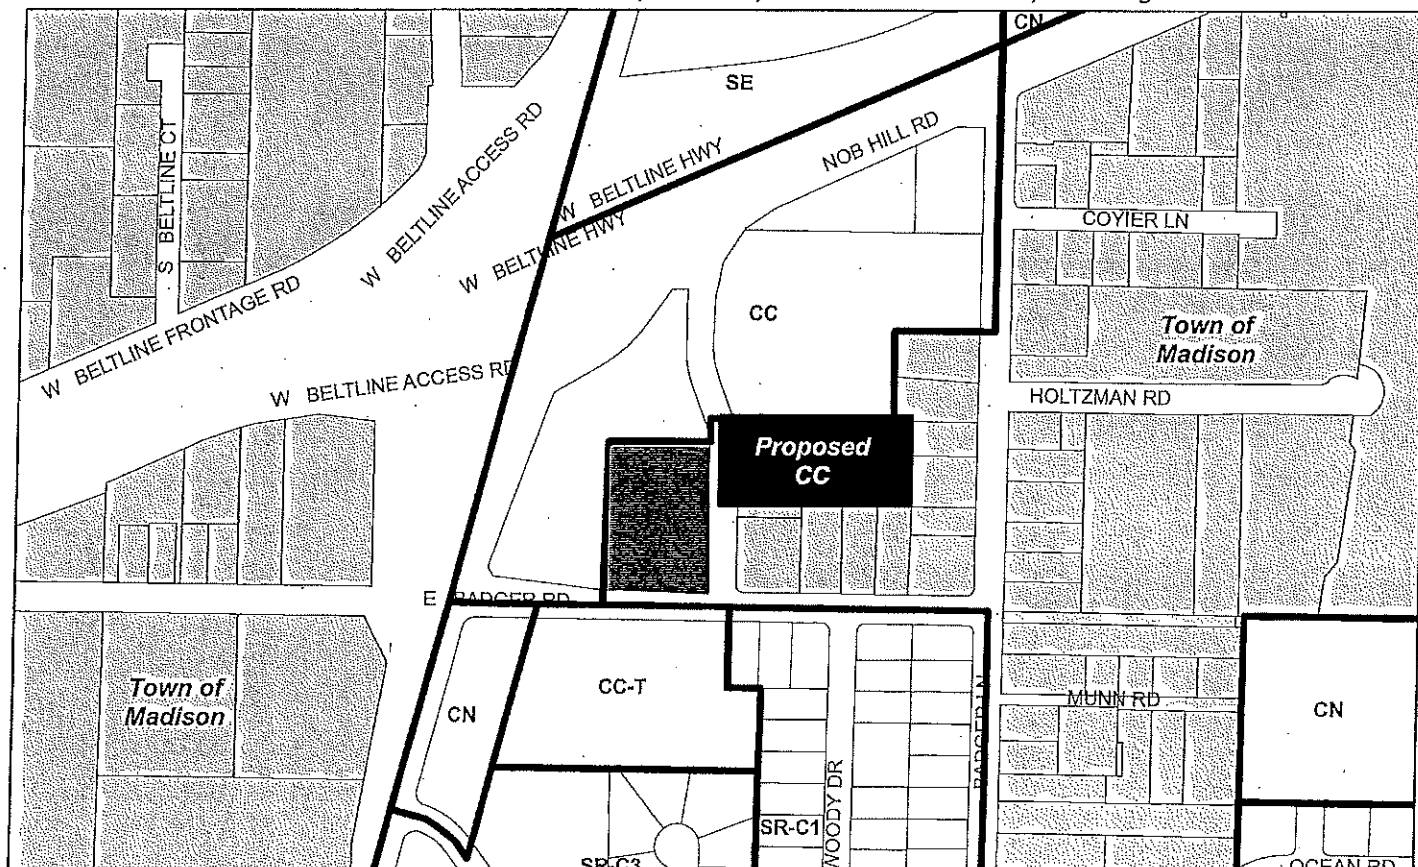 CN
SE
S BELTLINE CT
W BELTLINE ACCESS RD
NOB HILL RD
W BELTLINE HWY
W BELTLINE HWY
COYIER LN
W BELTLINE FRONTAGE RD
CC
Town of
Madison
W BELTLINE ACCESS RD
HOLTZMAN RD
Proposed
CC
E BADGER RD
Town of
Madison
CN
CC-T
BADGER LN
MUNN RD
CN
WOODY DR
SR-C1
SR-C3
OCEAN RD